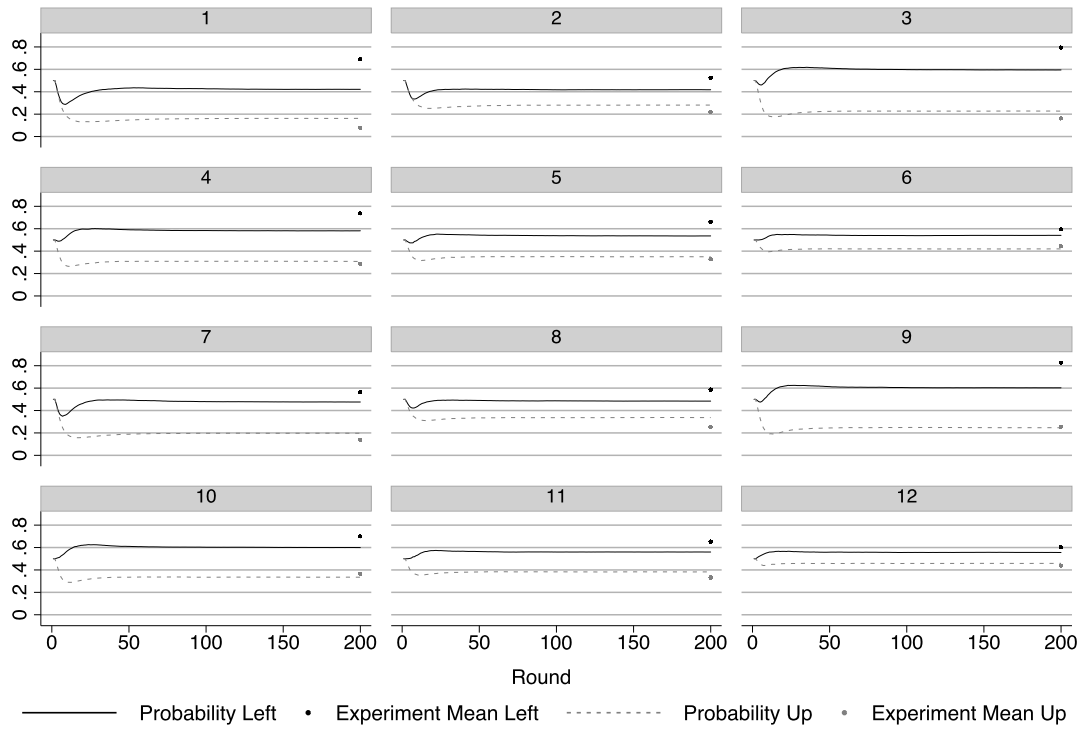 1 2 3
0 .2 .4 .6 .8
4 5 6
0 .2 .4 .6 .8
7 8 9
0 .2 .4 .6 .8
10 11 12
0 .2 .4 .6 .8
0 50 100 150 200 0 50 100 150 200 0 50 100 150 200
Round
Probability Left Experiment Mean Left Probability Up Experiment Mean Up